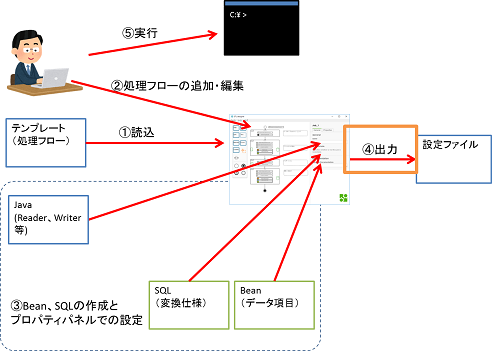 ⑤実行
C:¥ >
②処理フローの追加・編集
テンプレート
（処理フロー）
①読込
④出力
設定ファイル
Java
(Reader、Writer
等)
SQL
（変換仕様）
Bean
（データ項目）
③Bean、SQLの作成と
プロパティパネルでの設定